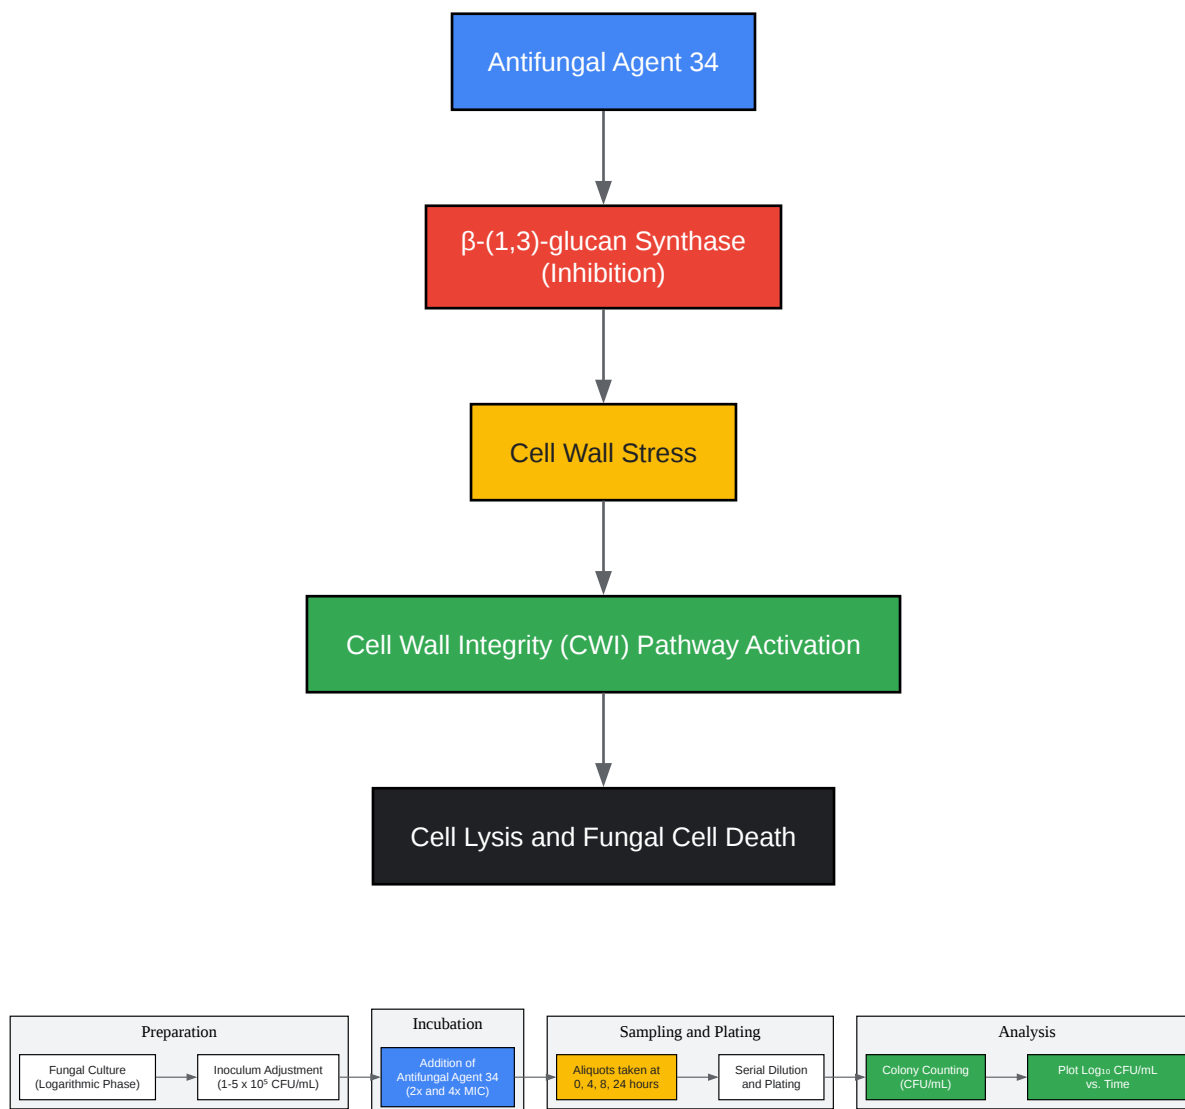 Antifungal Agent 34
β-(1,3)-glucan Synthase
(Inhibition)
Cell Wall Stress
Cell Wall Integrity (CWI) Pathway Activation
Cell Lysis and Fungal Cell Death
Preparation
Fungal Culture
(Logarithmic Phase)
Inoculum Adjustment
(1-5 x 10⁵ CFU/mL)
Incubation
Addition of
Antifungal Agent 34
(2x and 4x MIC)
Sampling and Plating
Aliquots taken at
0, 4, 8, 24 hours
Serial Dilution
and Plating
Analysis
Colony Counting
(CFU/mL)
Plot Log₁₀ CFU/mL
vs. Time